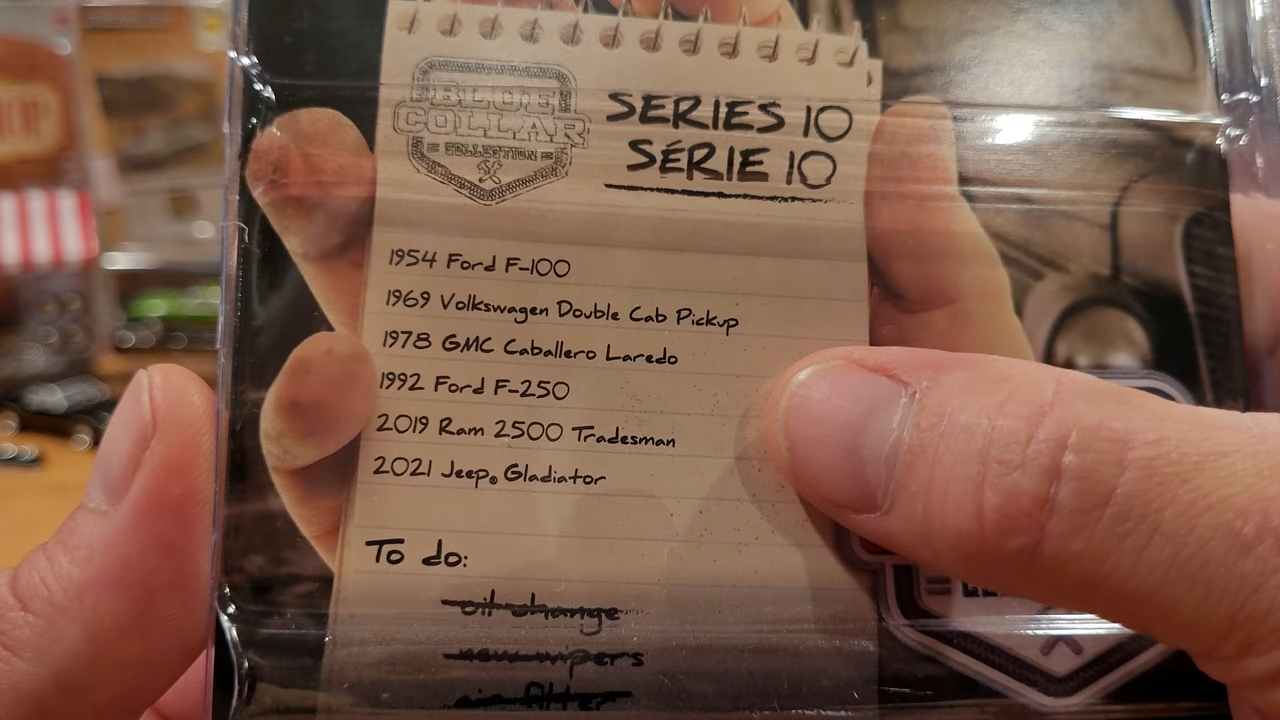 BLUE
COLLAR
COLLECTION
SERIES 10
SÉRIE 10
1954 Ford F-100
1969 Volkswagen Double Cab Pickup
1978 GMC Caballero Laredo
1992 Ford F-250
2019 Ram 2500 Tradesman
2021 Jeep® Gladiator
To do:
oil change
new wipers
air filter